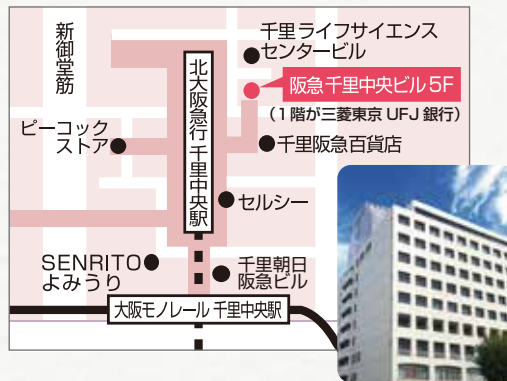 新御堂筋
千里ライフサイエンス
センタービル
阪急千里中央ビル5F
（1階が三菱東京UFJ銀行）
北大阪急行 千里中央駅
ピーコック
ストア
千里阪急百貨店
セルシー
SENRITO
よみうり
千里朝日
阪急ビル
大阪モノレール 千里中央駅